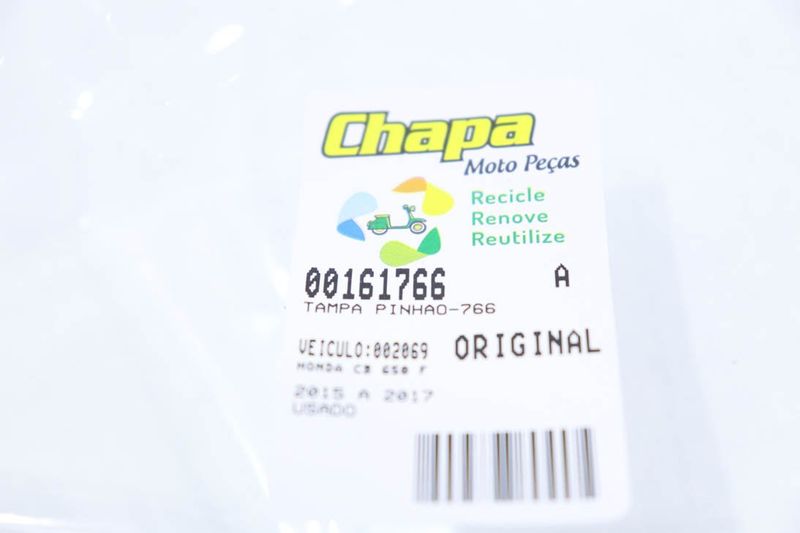 Chapa
Moto Peças
Recicle
Renove
Reutilize
00161766 A
TAMPA PINHAO-766
VEICULO:002069 ORIGINAL
HONDA CB 650 F
2015 A 2017
USADO